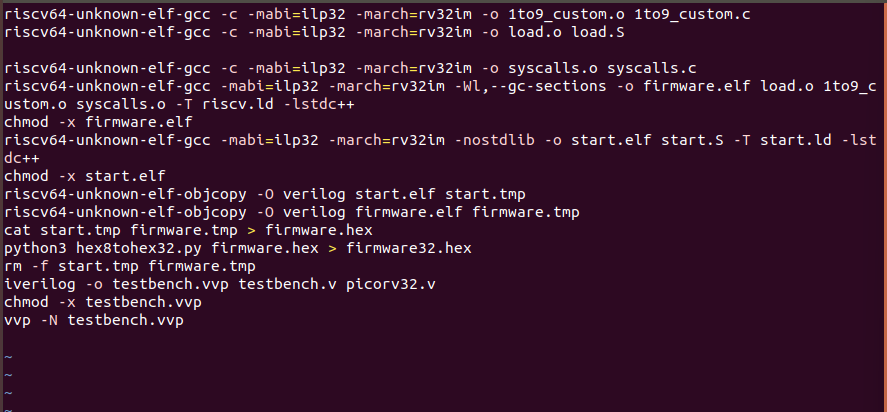 riscv64-unknown-elf-gcc -c -mabi=ilp32 -march=rv32im -o 1to9_custom.o 1to9_custom.c
riscv64-unknown-elf-gcc -c -mabi=ilp32 -march=rv32im -o load.o load.S
riscv64-unknown-elf-gcc -c -mabi=ilp32 -march=rv32im -o syscalls.o syscalls.c
riscv64-unknown-elf-gcc -mabi=ilp32 -march=rv32im -Wl,--gc-sections -o firmware.elf load.o 1to9_c
ustom.o syscalls.o -T riscv.ld -lstdc++
chmod -x firmware.elf
riscv64-unknown-elf-gcc -mabi=ilp32 -march=rv32im -nostdlib -o start.elf start.S -T start.ld -lst
dc++
chmod -x start.elf
riscv64-unknown-elf-objcopy -O verilog start.elf start.tmp
riscv64-unknown-elf-objcopy -O verilog firmware.elf firmware.tmp
cat start.tmp firmware.tmp > firmware.hex
python3 hex8tohex32.py firmware.hex > firmware32.hex
rm -f start.tmp firmware.tmp
iverilog -o testbench.vvp testbench.v picorv32.v
chmod -x testbench.vvp
vvp -N testbench.vvp
~
~
~
~